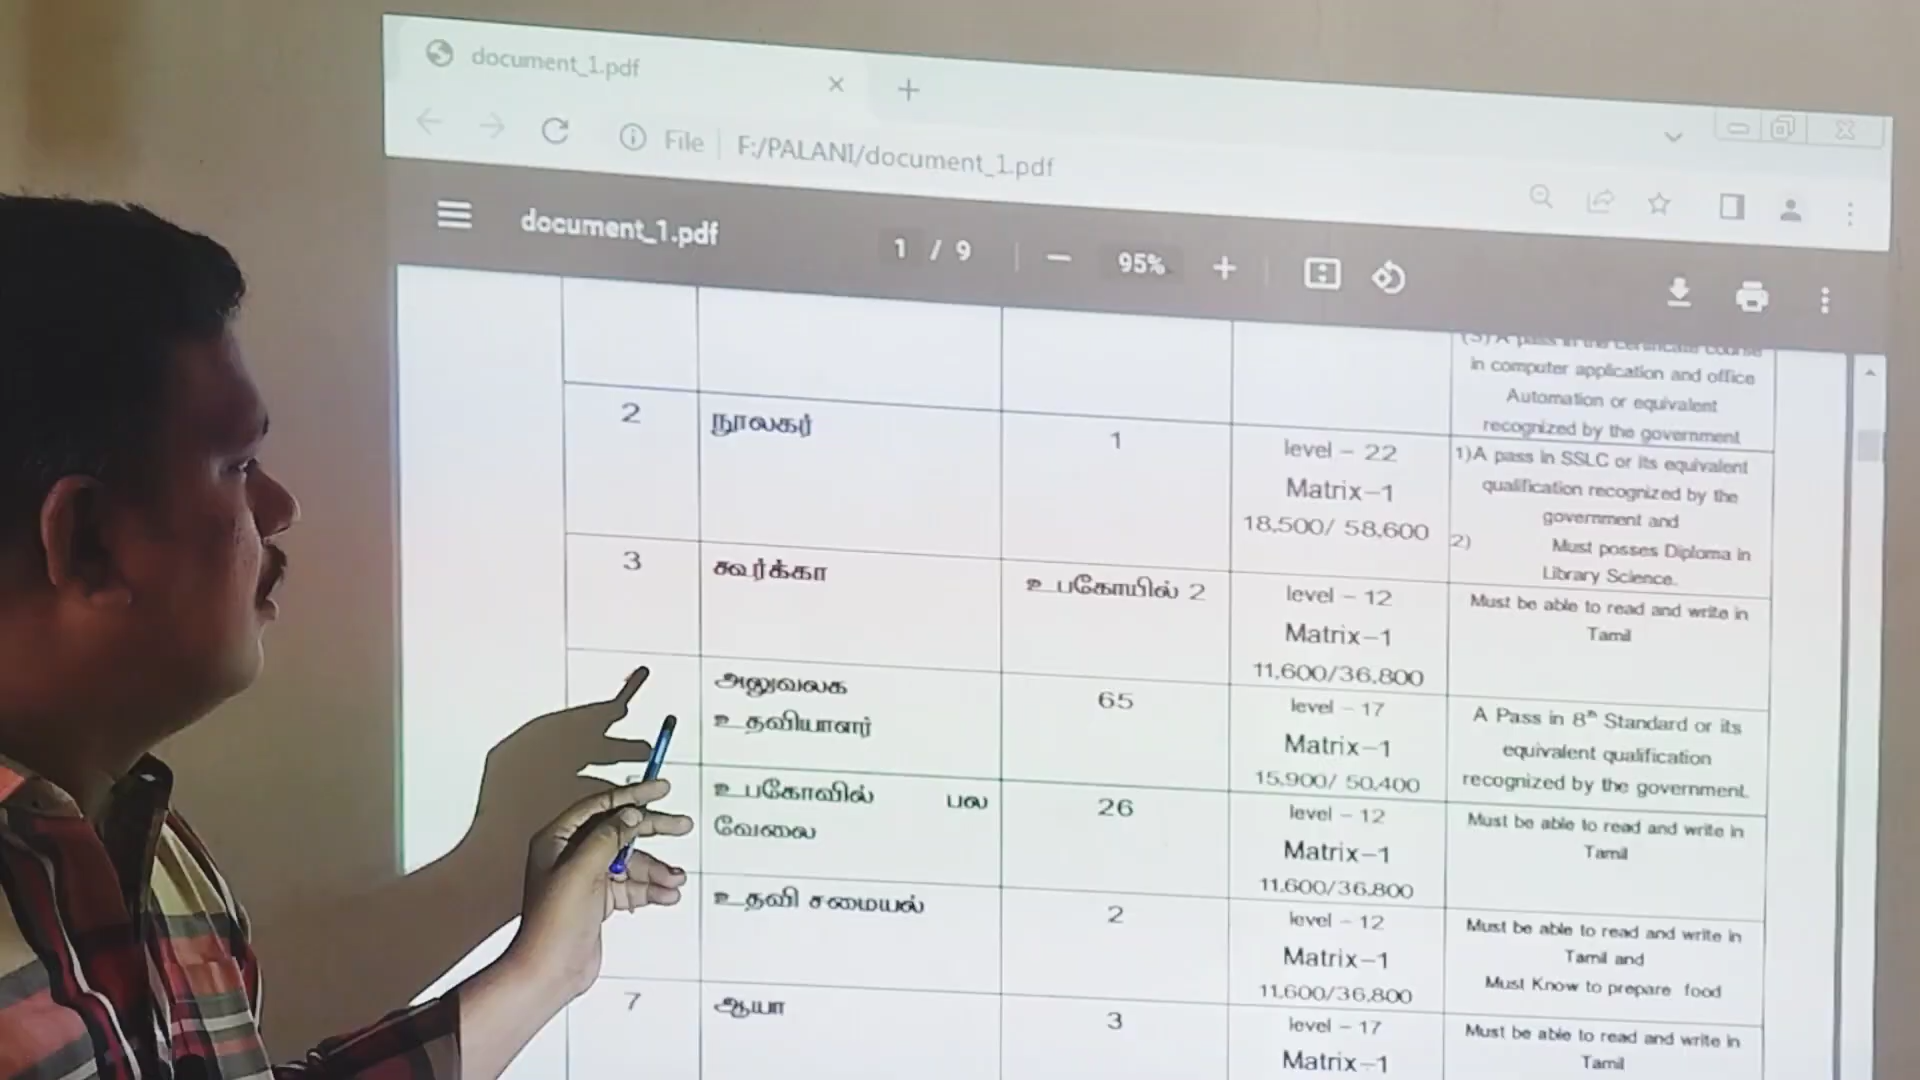 document_1.pdf
File F:/PALANI/document_1.pdf
document_1.pdf
1 / 9
95%
in computer application and office
Automation or equivalent
recognized by the government
2
நூலகர்
1
level – 22
Matrix–1
18,500/ 58,600
1)A pass in SSLC or its equivalent
qualification recognized by the
government and
2) Must posses Diploma in
Library Science.
3
கூர்க்கா
உபகோயில் 2
level – 12
Matrix–1
11,600/36,800
Must be able to read and write in
Tamil
அலுவலக
உதவியாளர்
65
level – 17
Matrix–1
15,900/ 50,400
A Pass in 8th Standard or its
equivalent qualification
recognized by the government.
உபகோவில் பல
வேலை
26
level – 12
Matrix–1
11,600/36,800
Must be able to read and write in
Tamil
உதவி சமையல்
2
level – 12
Matrix–1
11,600/36,800
Must be able to read and write in
Tamil and
Must Know to prepare food
7
ஆயா
3
level – 17
Matrix–1
Must be able to read and write in
Tamil